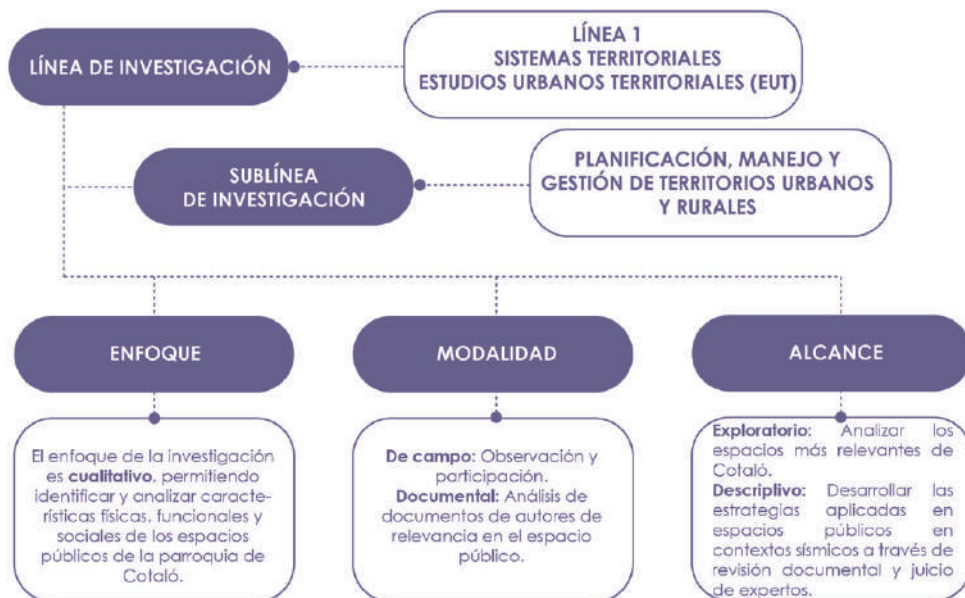 LÍNEA DE INVESTIGACIÓN
LÍNEA 1
SISTEMAS TERRITORIALES
ESTUDIOS URBANOS TERRITORIALES (EUT)
SUBLÍNEA
DE INVESTIGACIÓN
PLANIFICACIÓN, MANEJO Y
GESTIÓN DE TERRITORIOS URBANOS
Y RURALES
ENFOQUE
El enfoque de la investigación
es cualitativo, permitiendo
identificar y analizar caracte-
rísticas físicas, funcionales y
sociales de los espacios
públicos de la parroquia de
Cotaló.
MODALIDAD
De campo: Observación y
participación.
Documental: Análisis de
documentos de autores de
relevancia en el espacio
público.
ALCANCE
Exploratorio: Analizar los
espacios más relevantes de
Cotaló.
Descriptivo: Desarrollar las
estrategias aplicadas en
espacios públicos en
contextos sísmicos a través de
revisión documental y juicio
de expertos.